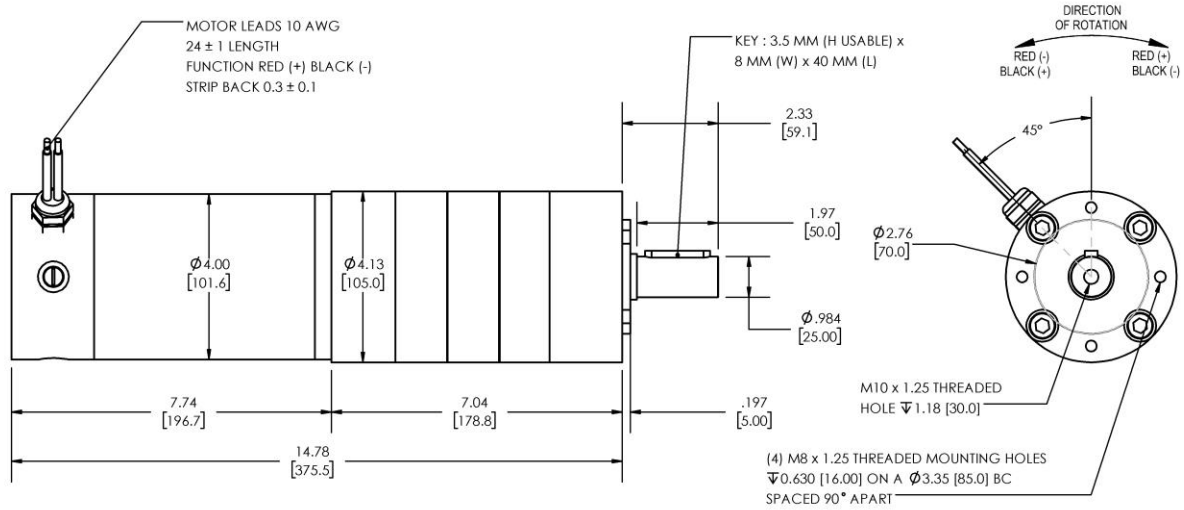 MOTOR LEADS 10 AWG
24 ± 1 LENGTH
FUNCTION RED (+) BLACK (-)
STRIP BACK 0.3 ± 0.1
KEY : 3.5 MM (H USABLE) x
8 MM (W) x 40 MM (L)
DIRECTION
OF ROTATION
RED (-)
BLACK (+)
RED (+)
BLACK (-)
2.33
[59.1]
45°
1.97
[50.0]
Ø2.76
[70.0]
Ø4.00
[101.6]
Ø4.13
[105.0]
Ø.984
[25.00]
M10 x 1.25 THREADED
HOLE ↧1.18 [30.0]
7.74
[196.7]
7.04
[178.8]
.197
[5.00]
14.78
[375.5]
(4) M8 x 1.25 THREADED MOUNTING HOLES
↧0.630 [16.00] ON A Ø3.35 [85.0] BC
SPACED 90° APART